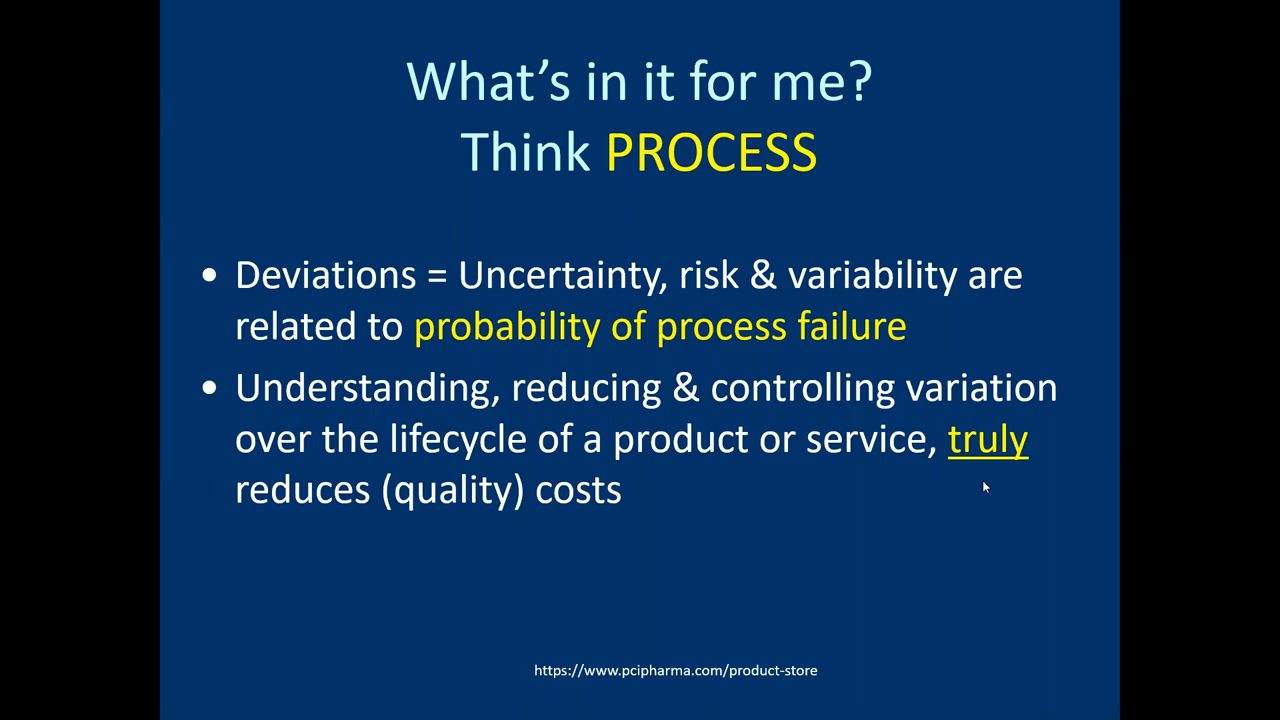 What’s in it for me?
Think PROCESS
• Deviations = Uncertainty, risk & variability are
related to probability of process failure
• Understanding, reducing & controlling variation
over the lifecycle of a product or service, truly
reduces (quality) costs
https://www.pcipharma.com/product-store